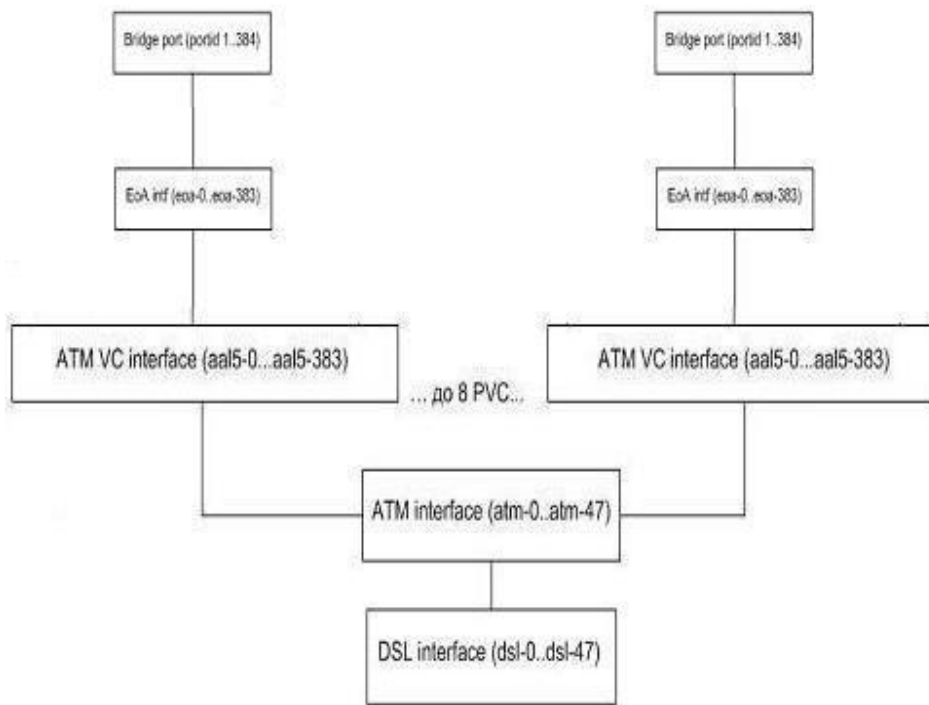 Bridge port (portid 1..384)
Bridge port (portid 1..384)
EoA intf (eoa-0..eoa-383)
EoA intf (eoa-0..eoa-383)
ATM VC interface (aal5-0...aal5-383)
ATM VC interface (aal5-0...aal5-383)
... до 8 PVC...
ATM interface (atm-0..atm-47)
DSL interface (dsl-0..dsl-47)